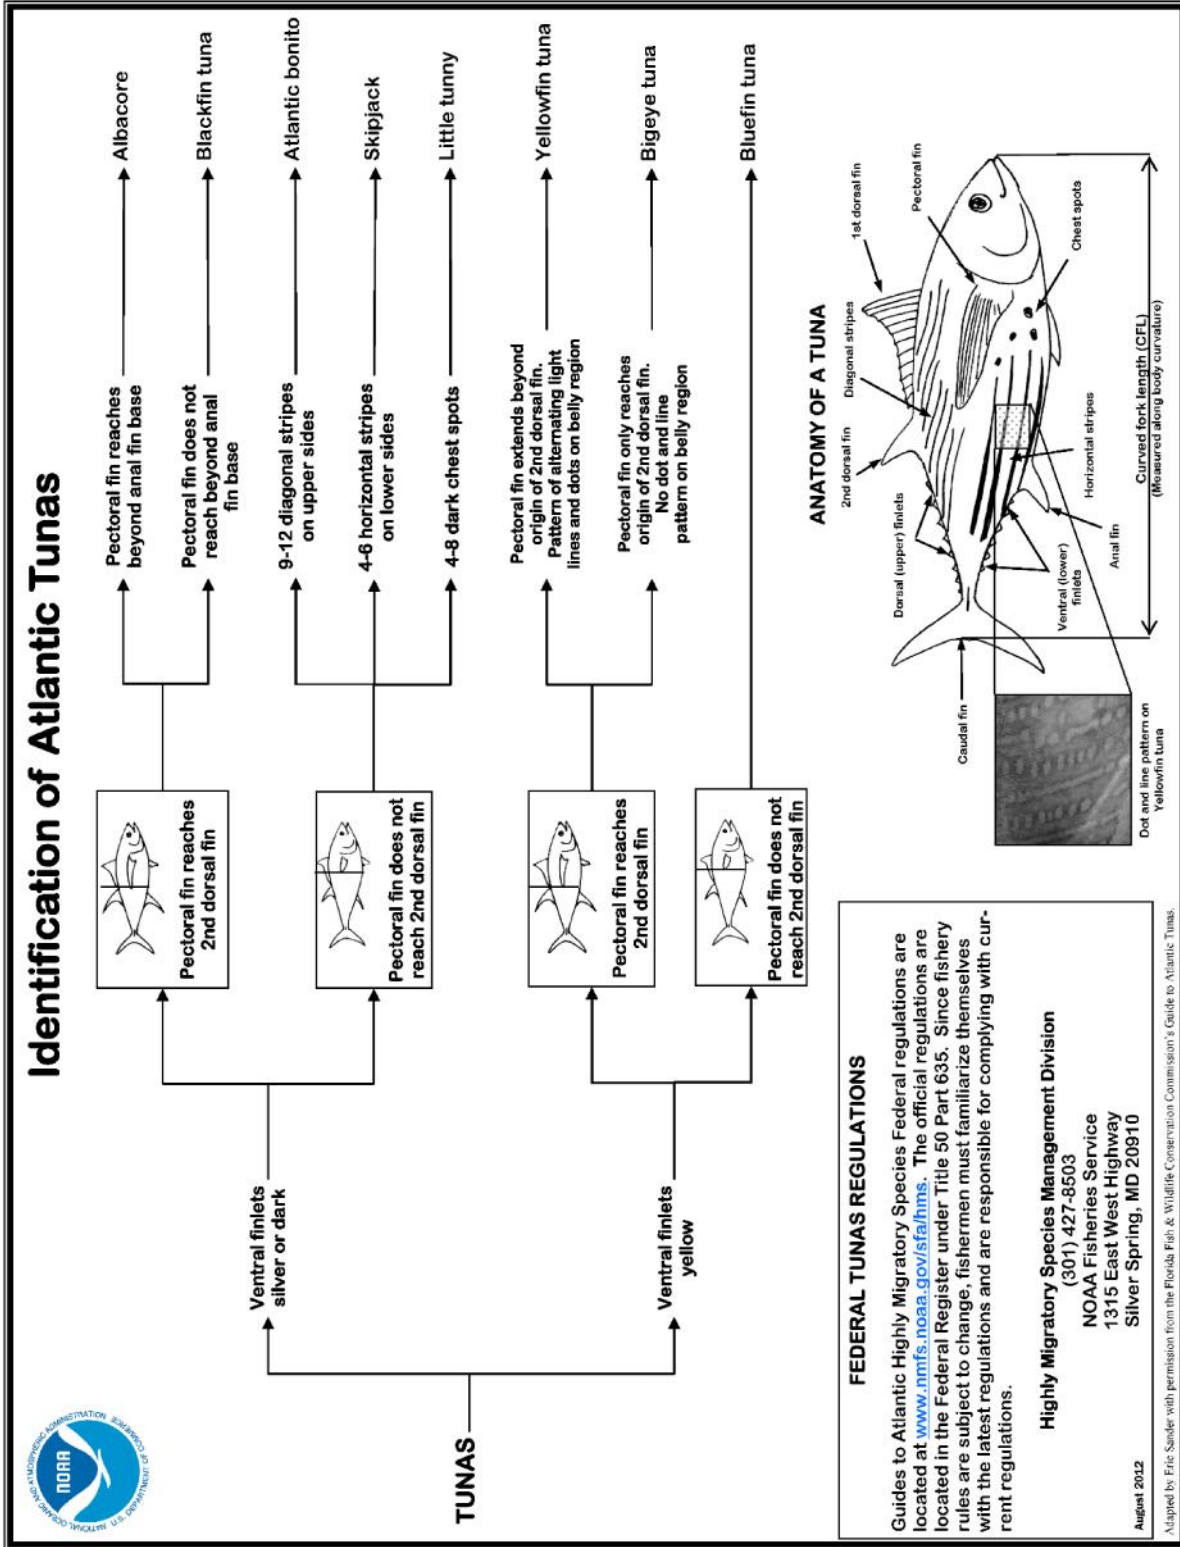 Identification of Atlantic Tunas
NATIONAL OCEANIC AND ATMOSPHERIC ADMINISTRATION
U.S. DEPARTMENT OF COMMERCE
NOAA
TUNAS
Ventral finlets
silver or dark
Ventral finlets
yellow
Pectoral fin reaches
2nd dorsal fin
Pectoral fin does not
reach 2nd dorsal fin
Pectoral fin reaches
2nd dorsal fin
Pectoral fin does not
reach 2nd dorsal fin
Pectoral fin reaches
beyond anal fin base
Albacore
Pectoral fin does not
reach beyond anal
fin base
Blackfin tuna
9-12 diagonal stripes
on upper sides
Atlantic bonito
4-6 horizontal stripes
on lower sides
Skipjack
4-8 dark chest spots
Little tunny
Pectoral fin extends beyond
origin of 2nd dorsal fin.
Pattern of alternating light
lines and dots on belly region
Yellowfin tuna
Pectoral fin only reaches
origin of 2nd dorsal fin.
No dot and line
pattern on belly region
Bigeye tuna
Bluefin tuna
FEDERAL TUNAS REGULATIONS
Guides to Atlantic Highly Migratory Species Federal regulations are
located at www.nmfs.noaa.gov/sfa/hms. The official regulations are
located in the Federal Register under Title 50 Part 635. Since fishery
rules are subject to change, fishermen must familiarize themselves
with the latest regulations and are responsible for complying with cur-
rent regulations.
Highly Migratory Species Management Division
(301) 427-8503
NOAA Fisheries Service
1315 East West Highway
Silver Spring, MD 20910
August 2012
ANATOMY OF A TUNA
2nd dorsal fin
Diagonal stripes
1st dorsal fin
Pectoral fin
Dorsal (upper) finlets
Caudal fin
Ventral (lower)
finlets
Anal fin
Horizontal stripes
Chest spots
Curved fork length (CFL)
(Measured along body curvature)
Dot and line pattern on
Yellowfin tuna
Adapted by Eric Sander with permission from the Florida Fish & Wildlife Conservation Commission's Guide to Atlantic Tunas.